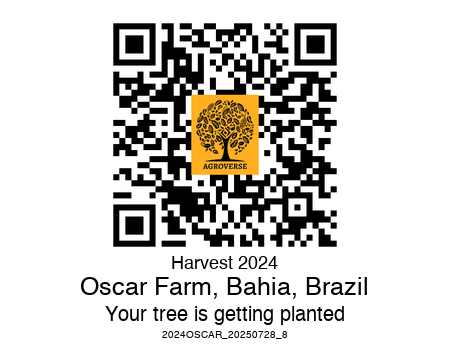 AGROVERSE
Harvest 2024
Oscar Farm, Bahia, Brazil
Your tree is getting planted
2024OSCAR_20250728_8